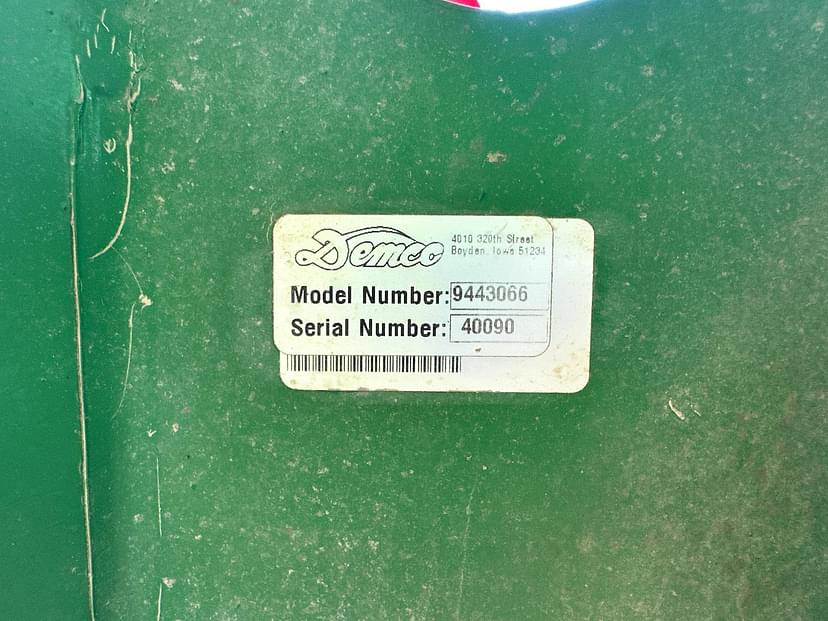 Demco
4010 320th Street
Boyden, Iowa 51234
Model Number: 9443066
Serial Number: 40090